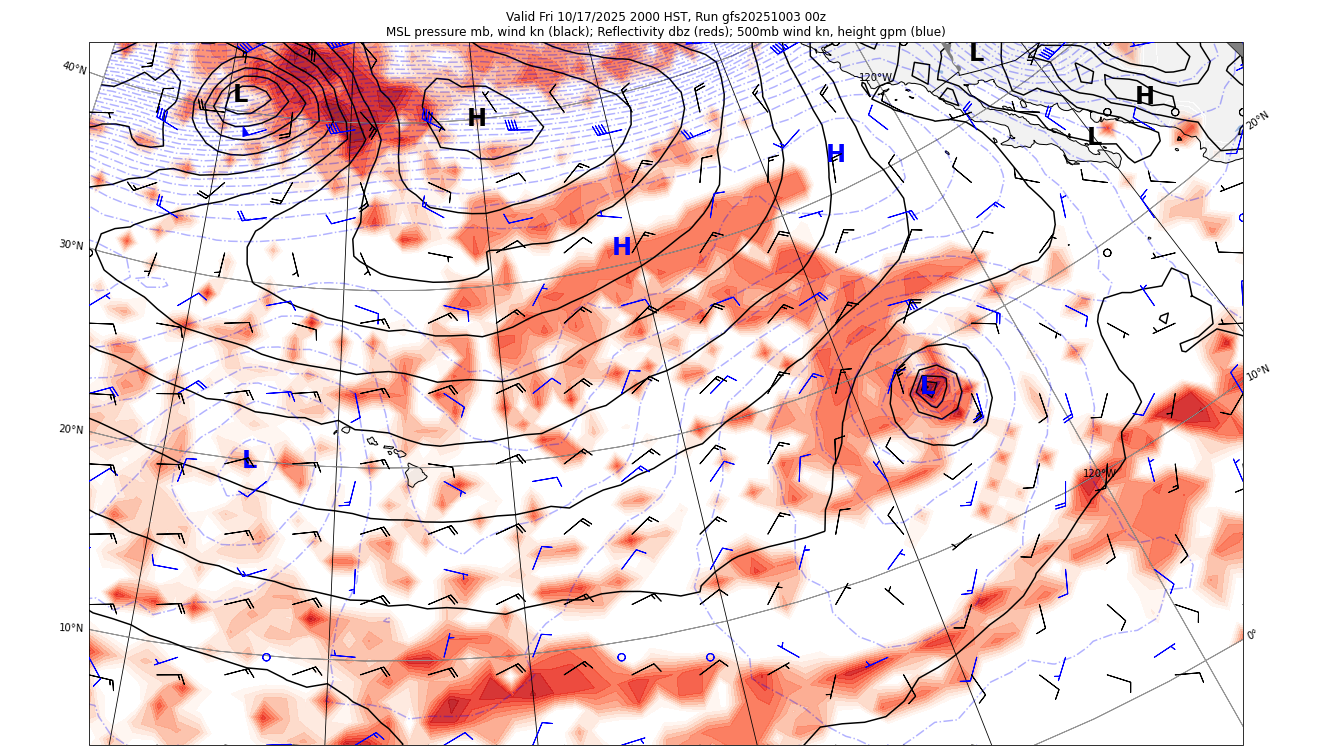 Valid Fri 10/17/2025 2000 HST, Run gfs20251003 00z
MSL pressure mb, wind kn (black); Reflectivity dbz (reds); 500mb wind kn, height gpm (blue)
40°N
L
H
120°W
L
H
L
20°N
H
30°N
H
10°N
L
20°N
L
120°W
10°N
0°